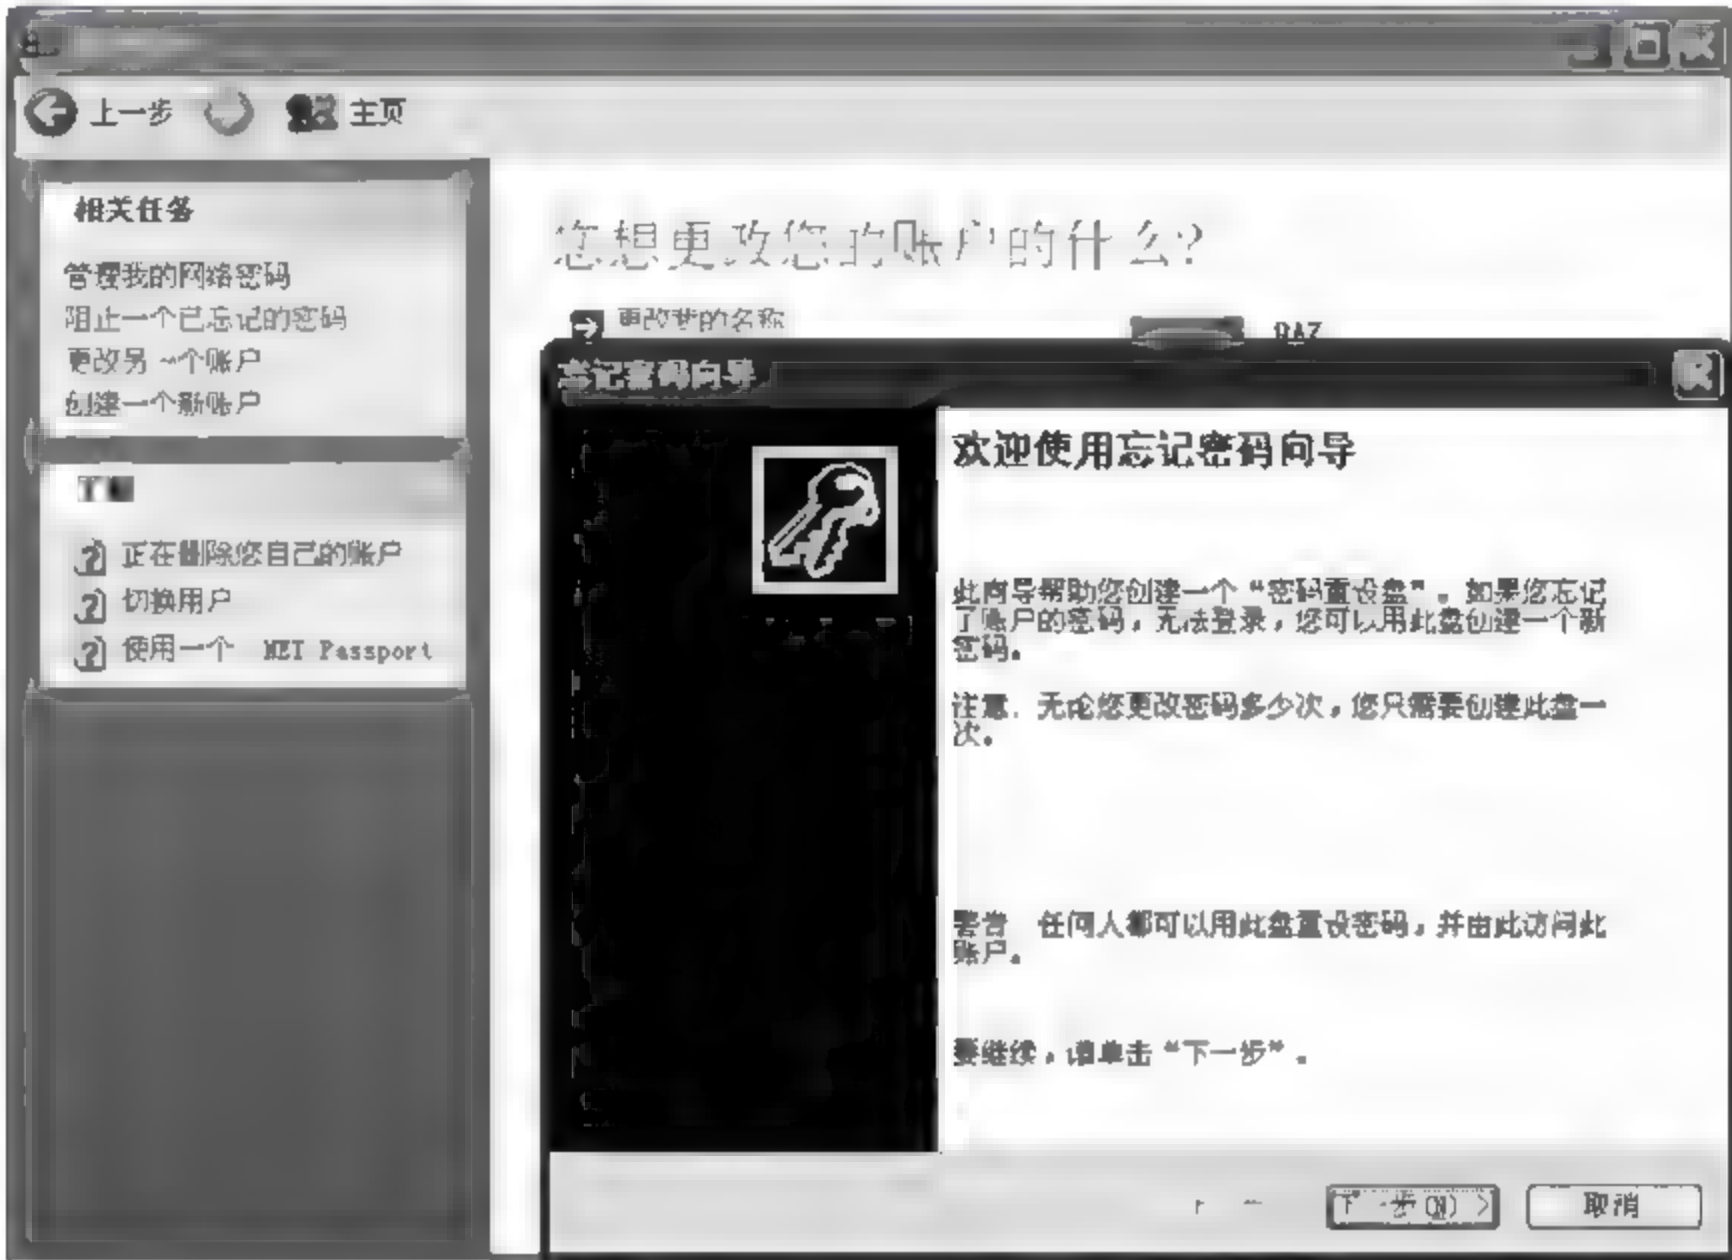 上一步 主页
相关任务
管理我的网络密码
阻止一个已忘记的密码
更改另一个账户
创建一个新账户
正在删除您自己的账户
切换用户
使用一个 NET Passport
您想更改您的账户的什么?
更改我的名称
忘记密码向导
欢迎使用忘记密码向导
此向导帮助您创建一个“密码重设盘”。如果您忘记
了账户的密码，无法登录，您可以用此盘创建一个新
密码。
注意: 无论您更改密码多少次，您只需要创建此盘一
次。
警告 任何人都可以用此盘重设密码，并由此访问此
账户。
要继续，请单击“下一步”。
下一步(N) >
取消